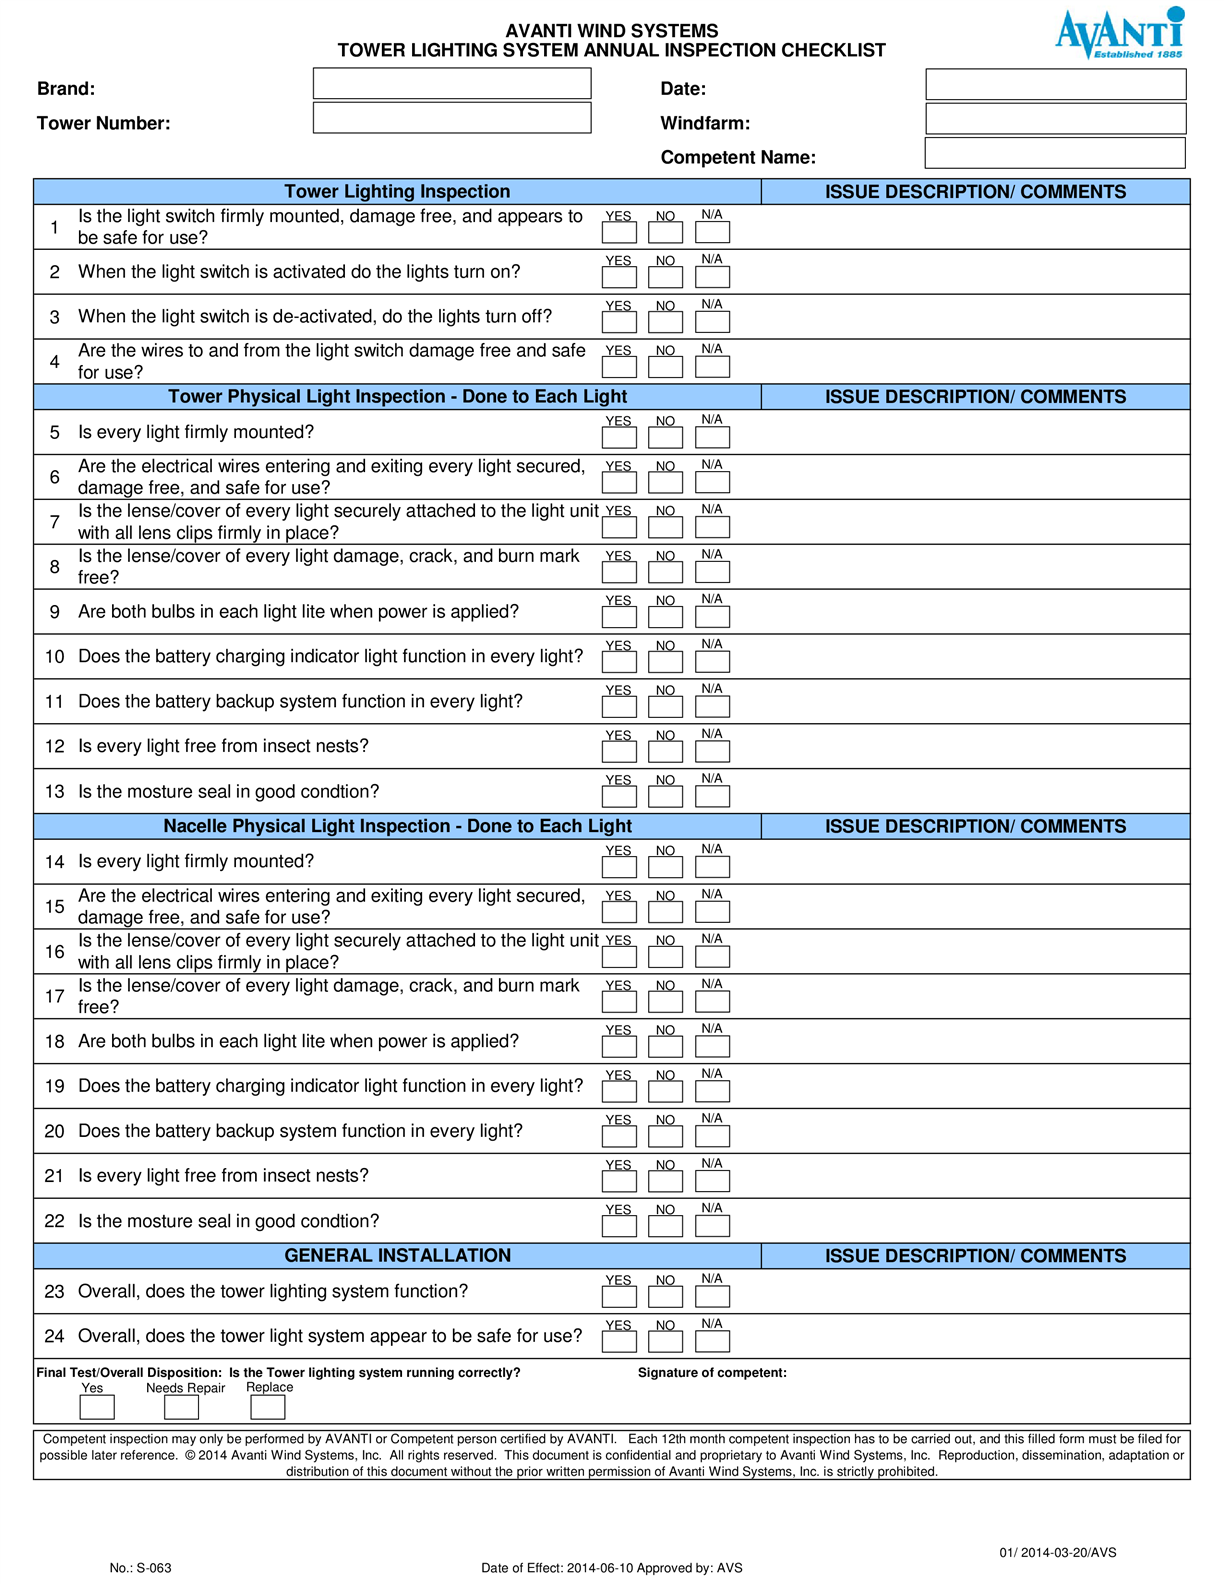 AVANTI WIND SYSTEMS
TOWER LIGHTING SYSTEM ANNUAL INSPECTION CHECKLIST
AVANTI
Established 1885
Brand:
Date:
Tower Number:
Windfarm:
Competent Name:
Tower Lighting Inspection ISSUE DESCRIPTION/ COMMENTS
1 Is the light switch firmly mounted, damage free, and appears to
be safe for use?
YES NO N/A
2 When the light switch is activated do the lights turn on? YES NO N/A
3 When the light switch is de-activated, do the lights turn off? YES NO N/A
4 Are the wires to and from the light switch damage free and safe
for use?
YES NO N/A
Tower Physical Light Inspection - Done to Each Light ISSUE DESCRIPTION/ COMMENTS
5 Is every light firmly mounted? YES NO N/A
6 Are the electrical wires entering and exiting every light secured,
damage free, and safe for use?
YES NO N/A
7 Is the lense/cover of every light securely attached to the light unit
with all lens clips firmly in place?
YES NO N/A
8 Is the lense/cover of every light damage, crack, and burn mark
free?
YES NO N/A
9 Are both bulbs in each light lite when power is applied? YES NO N/A
10 Does the battery charging indicator light function in every light? YES NO N/A
11 Does the battery backup system function in every light? YES NO N/A
12 Is every light free from insect nests? YES NO N/A
13 Is the mosture seal in good condtion? YES NO N/A
Nacelle Physical Light Inspection - Done to Each Light ISSUE DESCRIPTION/ COMMENTS
14 Is every light firmly mounted? YES NO N/A
15 Are the electrical wires entering and exiting every light secured,
damage free, and safe for use?
YES NO N/A
16 Is the lense/cover of every light securely attached to the light unit
with all lens clips firmly in place?
YES NO N/A
17 Is the lense/cover of every light damage, crack, and burn mark
free?
YES NO N/A
18 Are both bulbs in each light lite when power is applied? YES NO N/A
19 Does the battery charging indicator light function in every light? YES NO N/A
20 Does the battery backup system function in every light? YES NO N/A
21 Is every light free from insect nests? YES NO N/A
22 Is the mosture seal in good condtion? YES NO N/A
GENERAL INSTALLATION ISSUE DESCRIPTION/ COMMENTS
23 Overall, does the tower lighting system function? YES NO N/A
24 Overall, does the tower light system appear to be safe for use? YES NO N/A
Final Test/Overall Disposition: Is the Tower lighting system running correctly? Signature of competent:
Yes Needs Repair Replace
Competent inspection may only be performed by AVANTI or Competent person certified by AVANTI. Each 12th month competent inspection has to be carried out, and this filled form must be filed for
possible later reference. © 2014 Avanti Wind Systems, Inc. All rights reserved. This document is confidential and proprietary to Avanti Wind Systems, Inc. Reproduction, dissemination, adaptation or
distribution of this document without the prior written permission of Avanti Wind Systems, Inc. is strictly prohibited.
01/ 2014-03-20/AVS
No.: S-063 Date of Effect: 2014-06-10 Approved by: AVS